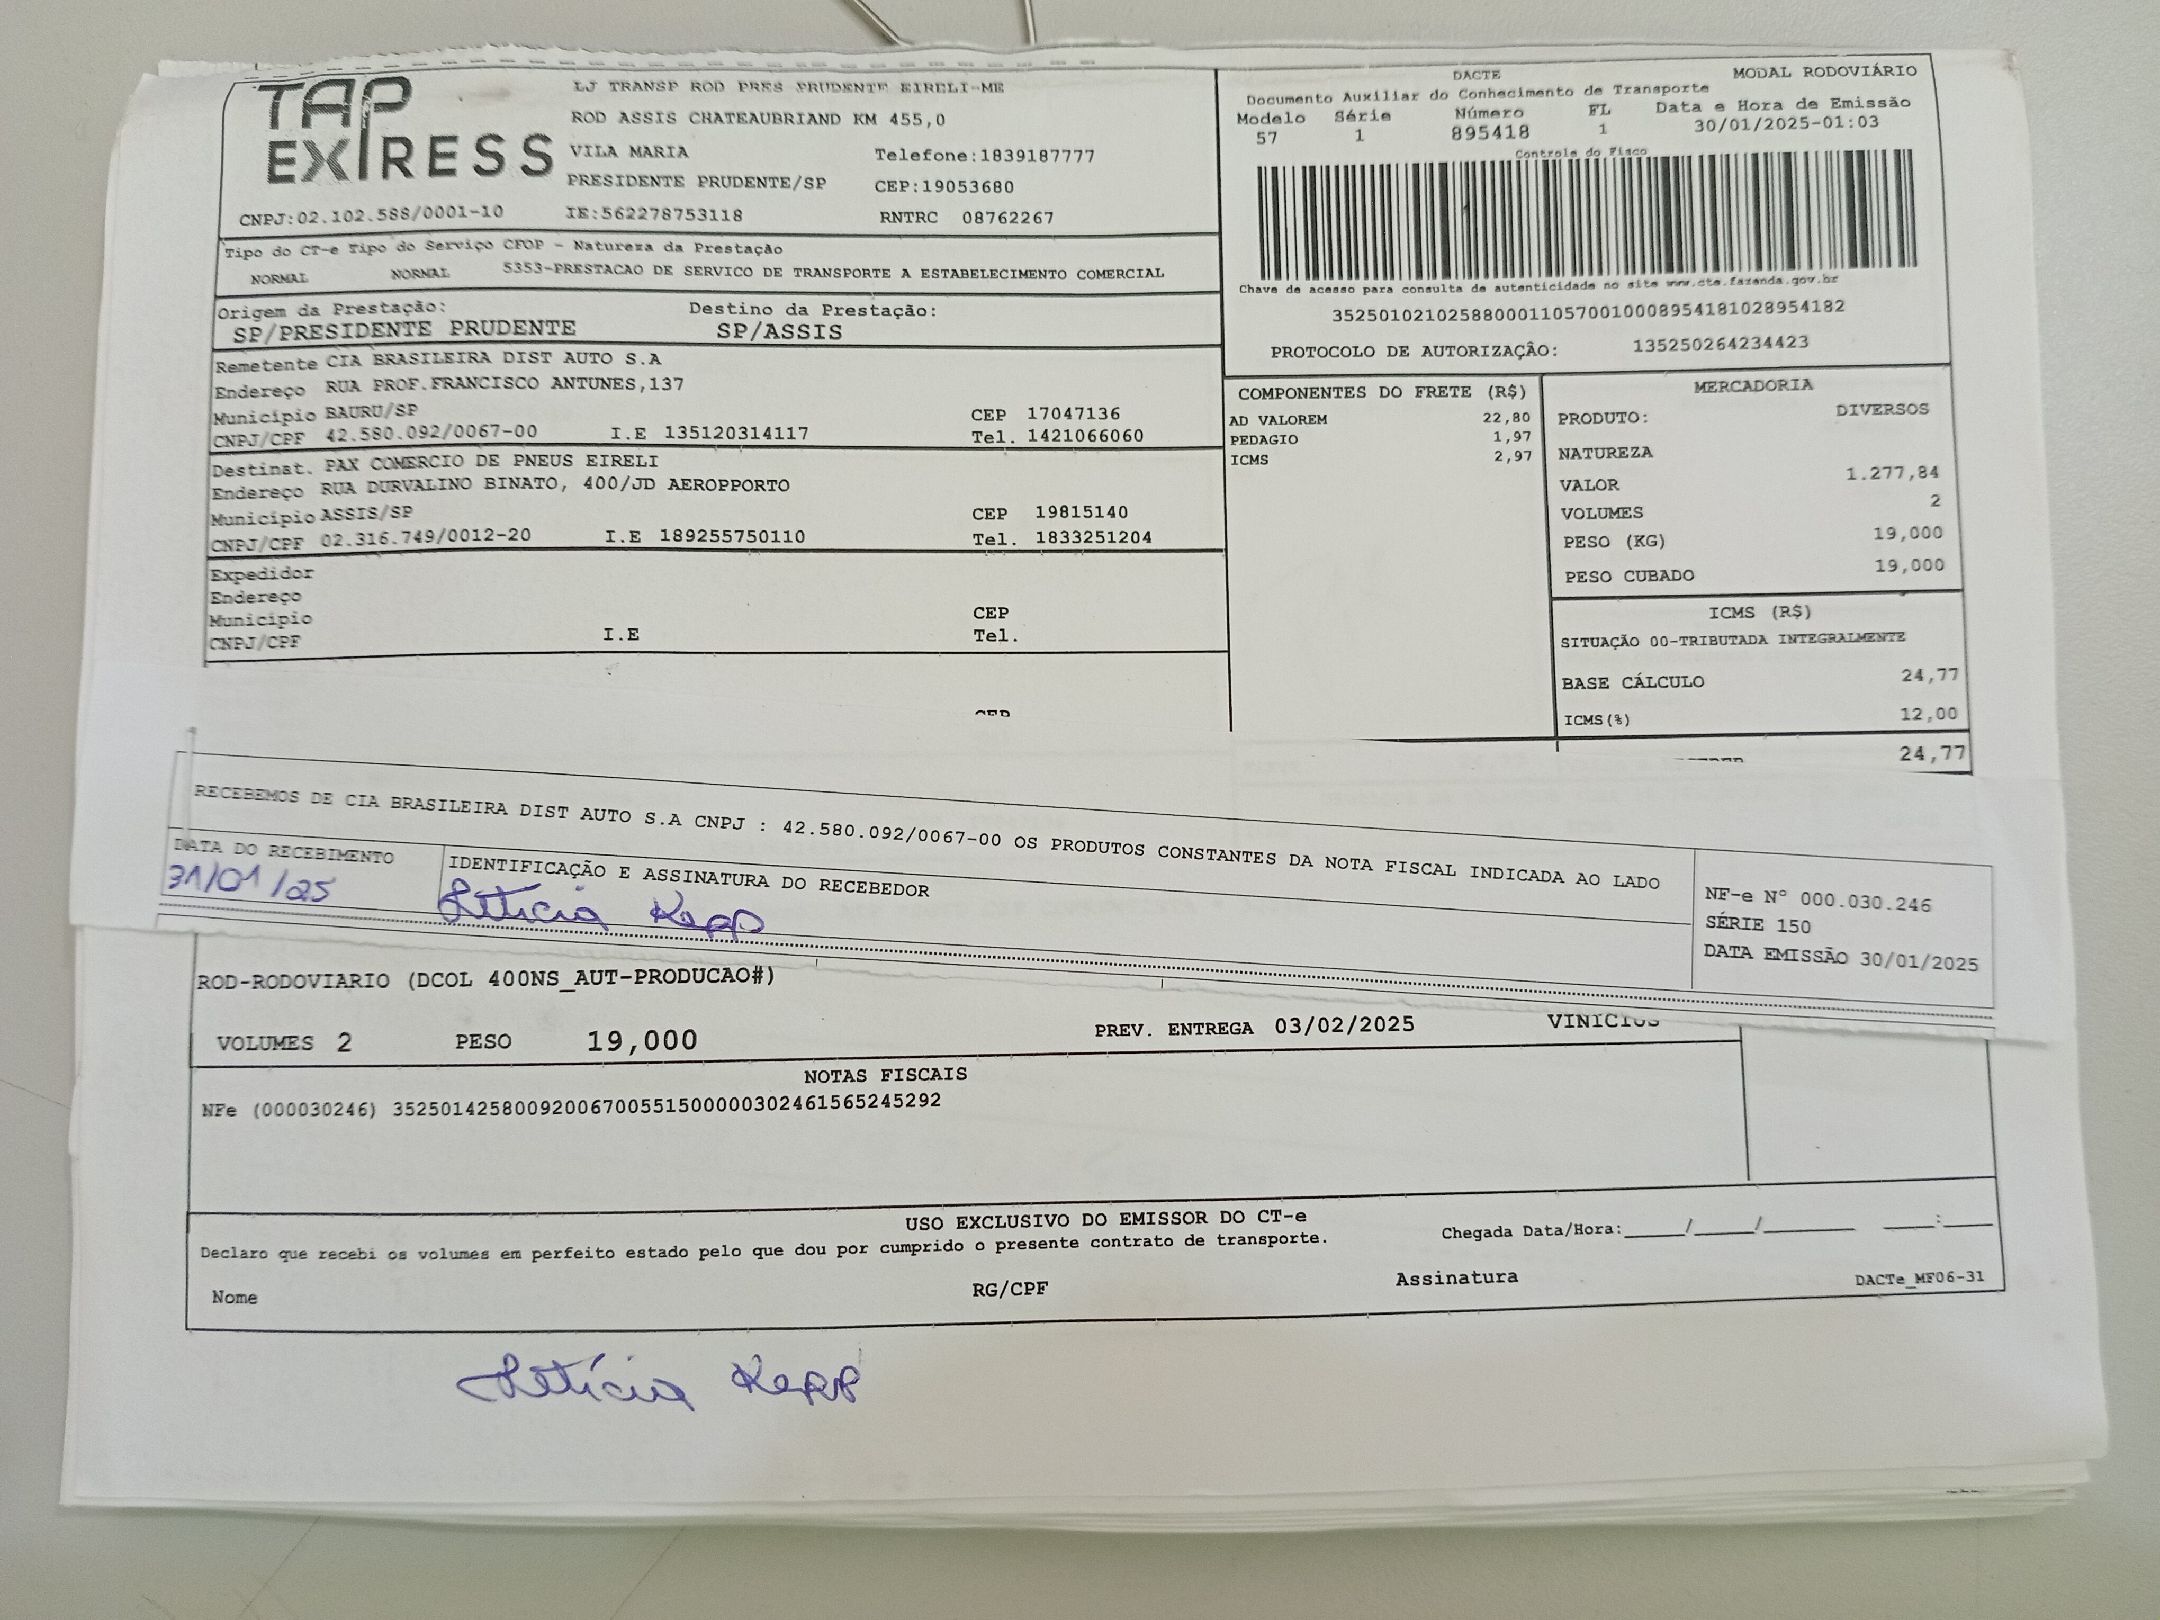 TAP EXPRESS
LJ TRANSP ROD PRES PRUDENTE EIRELI-ME
ROD ASSIS CHATEAUBRIAND KM 455,0
VILA MARIA Telefone:1839187777
PRESIDENTE PRUDENTE/SP CEP:19053680
CNPJ:02.102.588/0001-10 IE:562278753118 RNTRC 08762267
Tipo do CT-e Tipo do Serviço CFOP - Natureza da Prestação
NORMAL NORMAL 5353-PRESTACAO DE SERVICO DE TRANSPORTE A ESTABELECIMENTO COMERCIAL
Origem da Prestação: Destino da Prestação:
SP/PRESIDENTE PRUDENTE SP/ASSIS
Remetente CIA BRASILEIRA DIST AUTO S.A
Endereço RUA PROF.FRANCISCO ANTUNES,137
Município BAURU/SP CEP 17047136
CNPJ/CPF 42.580.092/0067-00 I.E 135120314117 Tel. 1421066060
Destinat. PAX COMERCIO DE PNEUS EIRELI
Endereço RUA DURVALINO BINATO, 400/JD AEROPPORTO
Município ASSIS/SP CEP 19815140
CNPJ/CPF 02.316.749/0012-20 I.E 189255750110 Tel. 1833251204
Expedidor
Endereço
Município CEP
CNPJ/CPF I.E Tel.
DACTE MODAL RODOVIÁRIO
Documento Auxiliar do Conhecimento de Transporte
Modelo Série Número FL Data e Hora de Emissão
57 1 895418 1 30/01/2025-01:03
Controle do Fisco
Chave de acesso para consulta de autenticidade no site www.cte.fazenda.gov.br
35250102102588000110570010008954181028954182
PROTOCOLO DE AUTORIZAÇÃO: 135250264234423
COMPONENTES DO FRETE (R$)
AD VALOREM 22,80
PEDAGIO 1,97
ICMS 2,97
MERCADORIA
PRODUTO: DIVERSOS
NATUREZA
VALOR 1.277,84
VOLUMES 2
PESO (KG) 19,000
PESO CUBADO 19,000
ICMS (R$)
SITUAÇÃO 00-TRIBUTADA INTEGRALMENTE
BASE CÁLCULO 24,77
ICMS(%) 12,00
24,77
RECEBEMOS DE CIA BRASILEIRA DIST AUTO S.A CNPJ : 42.580.092/0067-00 OS PRODUTOS CONSTANTES DA NOTA FISCAL INDICADA AO LADO
DATA DO RECEBIMENTO IDENTIFICAÇÃO E ASSINATURA DO RECEBEDOR
31/01/25 Letícia Kepp
NF-e N° 000.030.246
SÉRIE 150
DATA EMISSÃO 30/01/2025
ROD-RODOVIARIO (DCOL 400NS_AUT-PRODUCAO#)
VOLUMES 2 PESO 19,000 PREV. ENTREGA 03/02/2025 VINICIUS
NOTAS FISCAIS
NFe (000030246) 35250142580092006700551500000302461565245292
USO EXCLUSIVO DO EMISSOR DO CT-e
Declaro que recebi os volumes em perfeito estado pelo que dou por cumprido o presente contrato de transporte. Chegada Data/Hora:_____/_____/________ ____:____
Nome RG/CPF Assinatura DACTe_MF06-31
Letícia Kepp